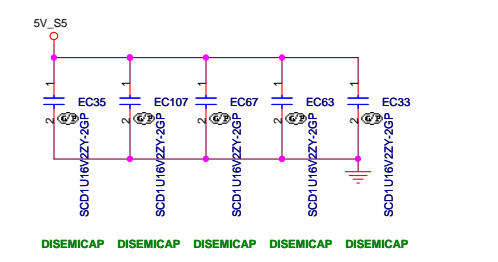 5V_S5
1 1 1 1 1
EC35 EC107 EC67 EC63 EC33
2 2 2 2 2
SCD1U16V2ZY-2GP SCD1U16V2ZY-2GP SCD1U16V2ZY-2GP SCD1U16V2ZY-2GP SCD1U16V2ZY-2GP
DISEMICAP DISEMICAP DISEMICAP DISEMICAP DISEMICAP